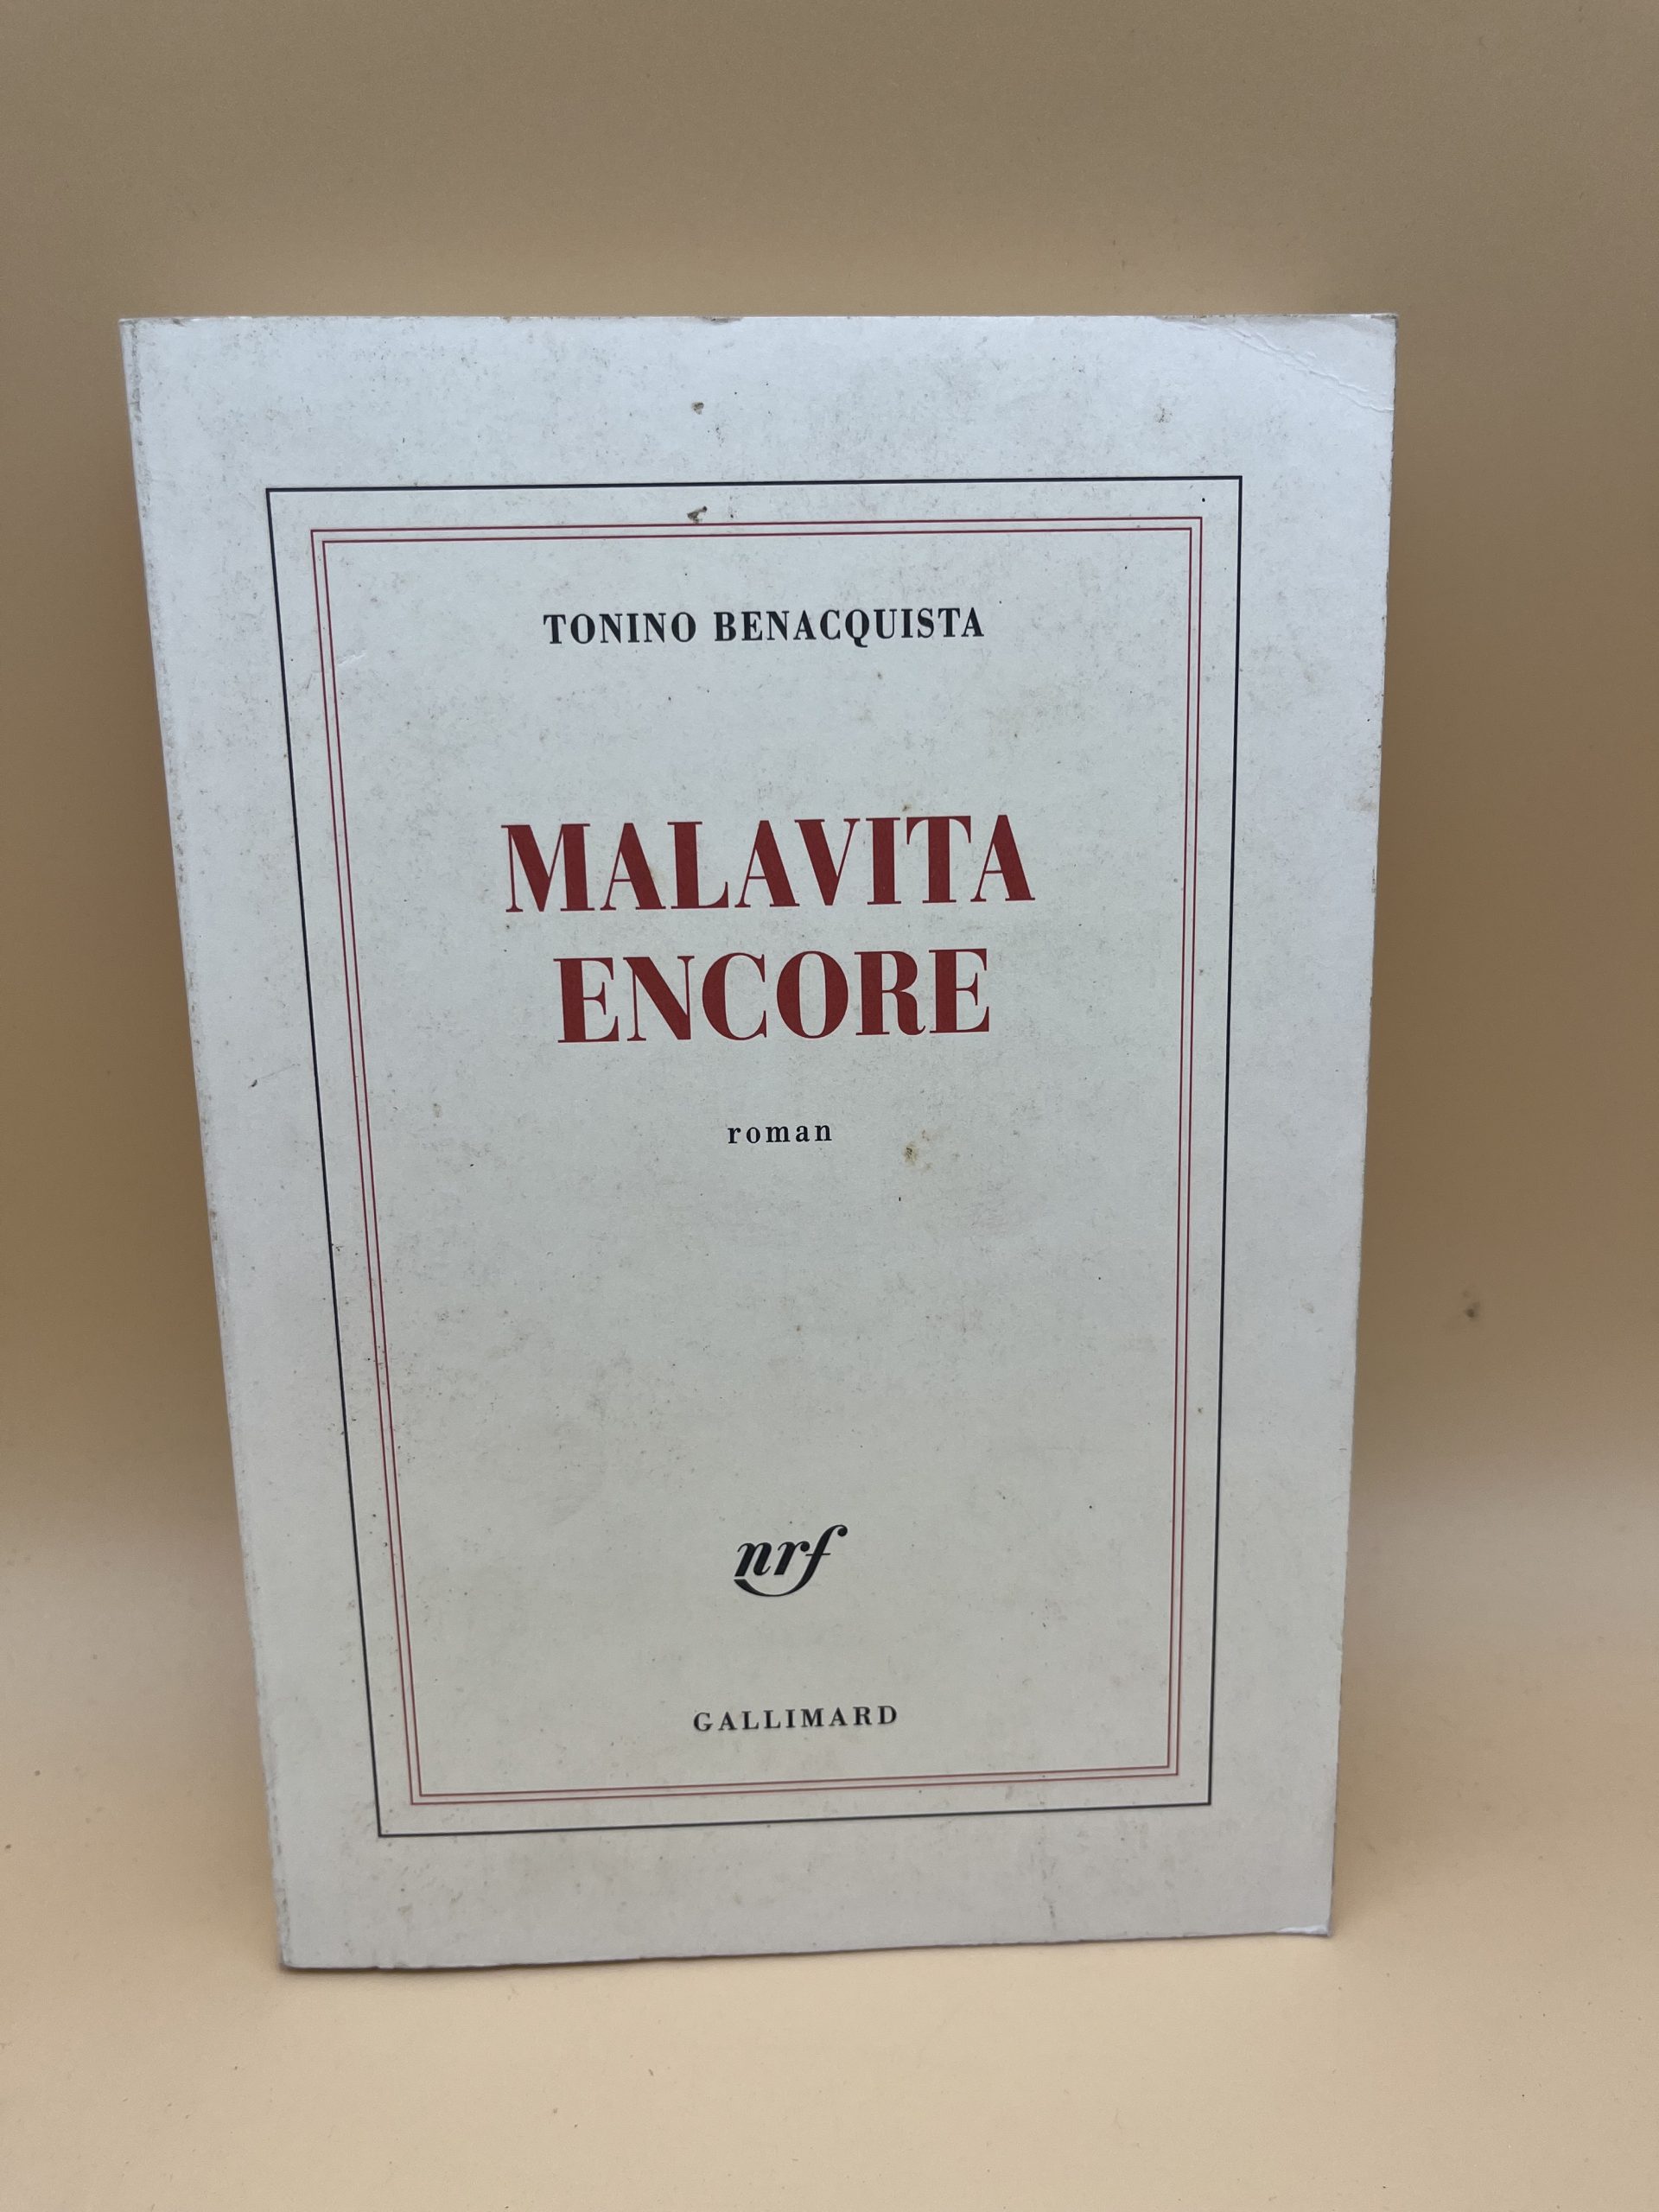 TONINO BENACQUISTA
MALAVITA
ENCORE
roman
nrf
GALLIMARD